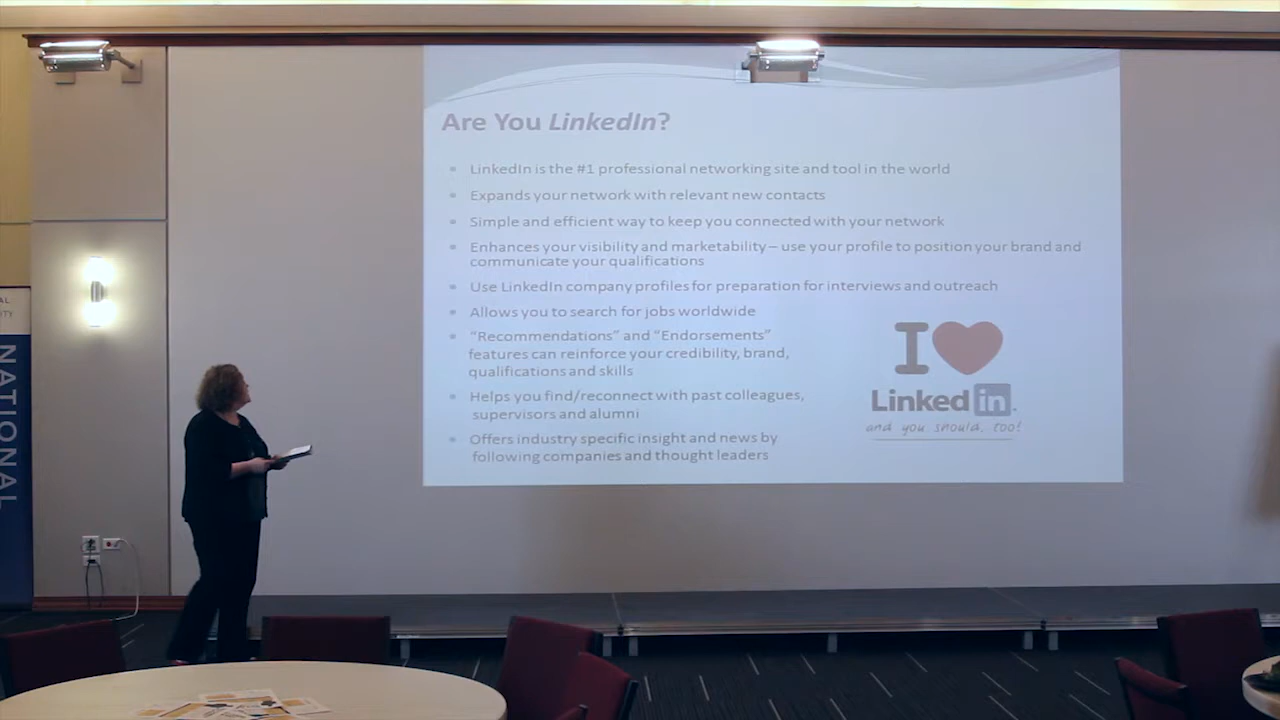 Are You LinkedIn?
LinkedIn is the #1 professional networking site and tool in the world
Expands your network with relevant new contacts
Simple and efficient way to keep you connected with your network
Enhances your visibility and marketability – use your profile to position your brand and
communicate your qualifications
Use LinkedIn company profiles for preparation for interviews and outreach
Allows you to search for jobs worldwide
“Recommendations” and “Endorsements”
features can reinforce your credibility, brand,
qualifications and skills
Helps you find/reconnect with past colleagues,
supervisors and alumni
Offers industry specific insight and news by
following companies and thought leaders
I
Linked in.
and you should, too!
NATIONAL